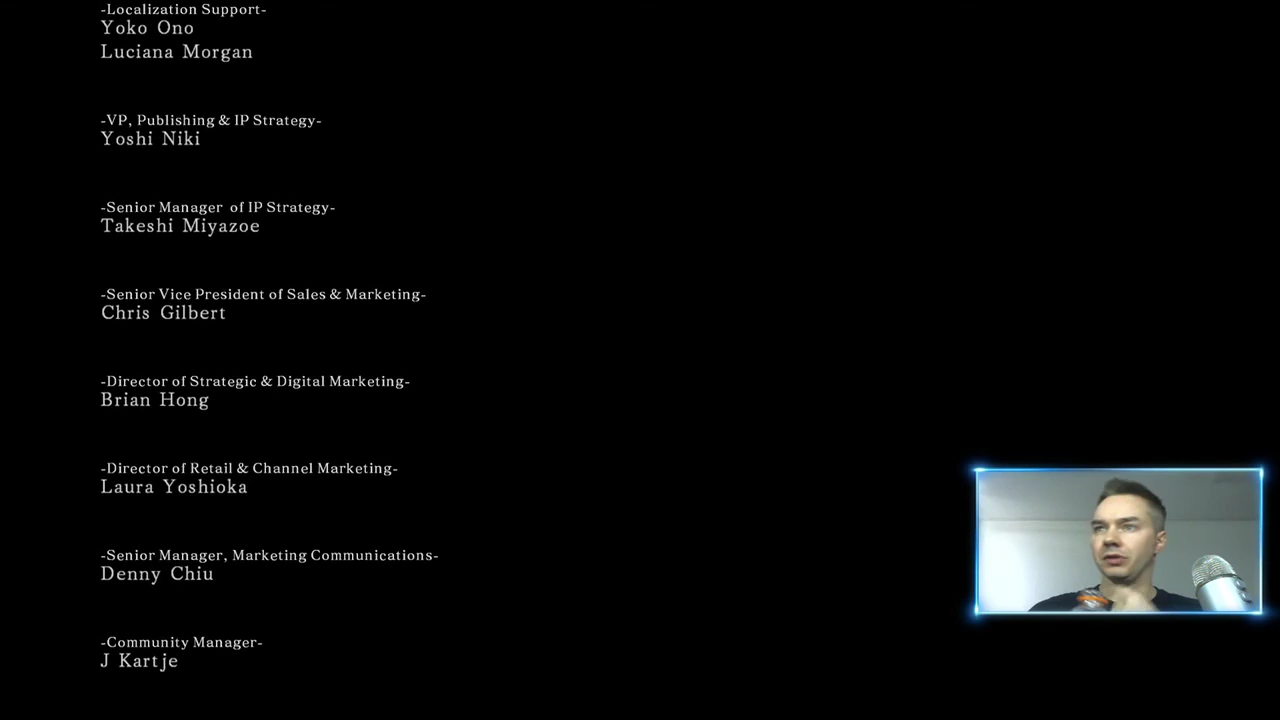 -Localization Support-
Yoko Ono
Luciana Morgan
-VP, Publishing & IP Strategy-
Yoshi Niki
-Senior Manager of IP Strategy-
Takeshi Miyazoe
-Senior Vice President of Sales & Marketing-
Chris Gilbert
-Director of Strategic & Digital Marketing-
Brian Hong
-Director of Retail & Channel Marketing-
Laura Yoshioka
-Senior Manager, Marketing Communications-
Denny Chiu
-Community Manager-
J Kartje